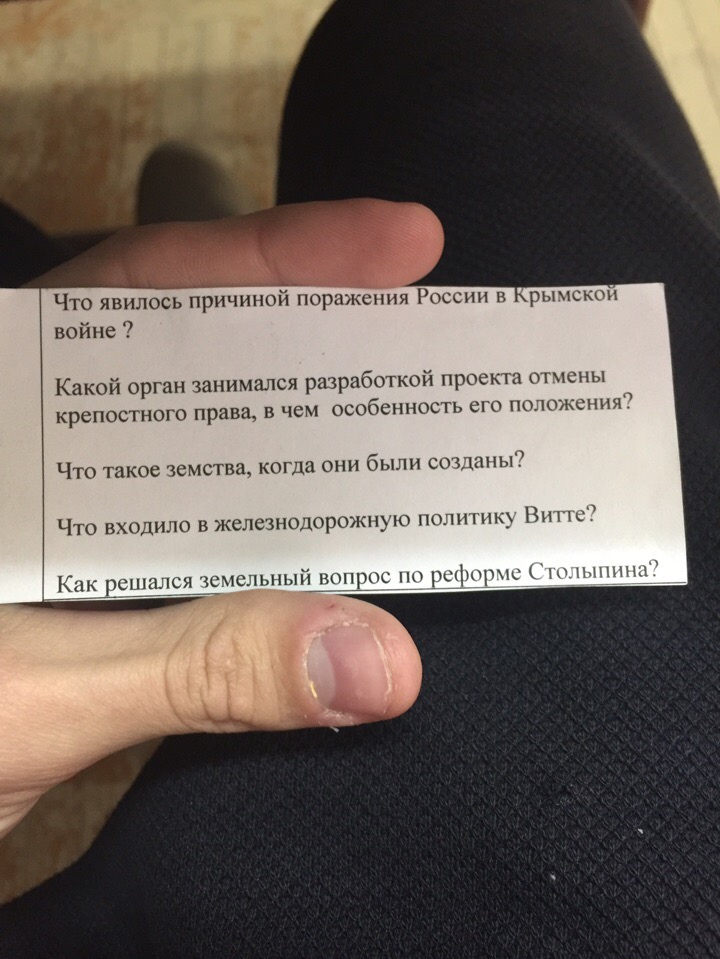 Что явилось причиной поражения России в Крымской
войне ?
Какой орган занимался разработкой проекта отмены
крепостного права, в чем особенность его положения?
Что такое земства, когда они были созданы?
Что входило в железнодорожную политику Витте?
Как решался земельный вопрос по реформе Столыпина?